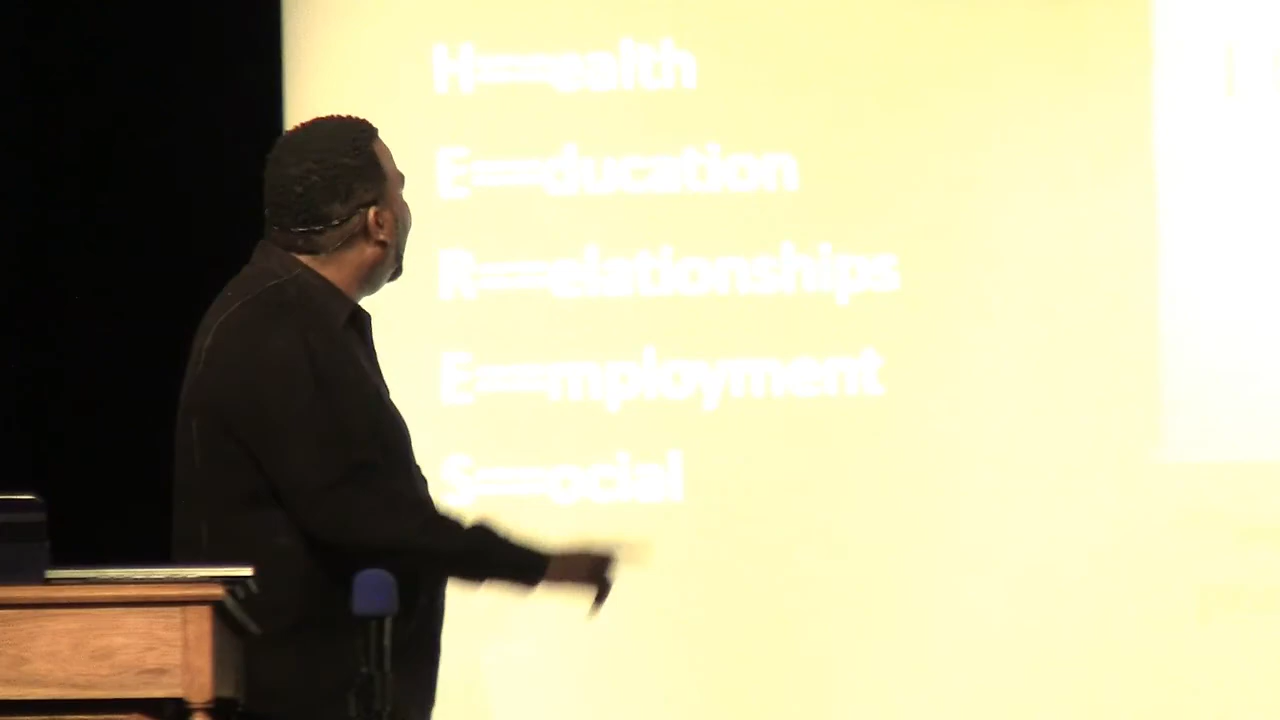 H==ealth
E==ducation
R==elationships
E==mployment
S==ocial